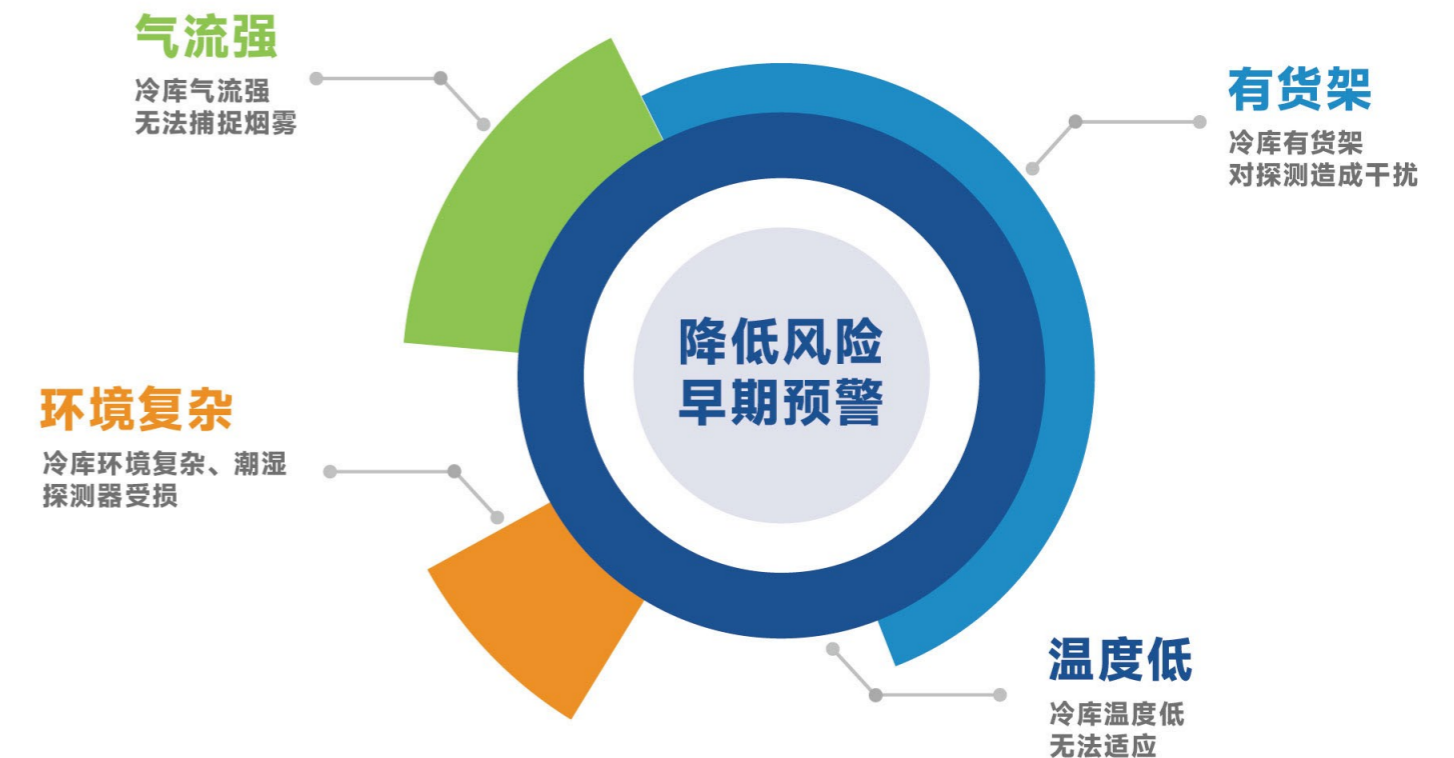 气流强
冷库气流强
无法捕捉烟雾
有货架
冷库有货架
对探测造成干扰
降低风险
早期预警
环境复杂
冷库环境复杂、潮湿
探测器受损
温度低
冷库温度低
无法适应